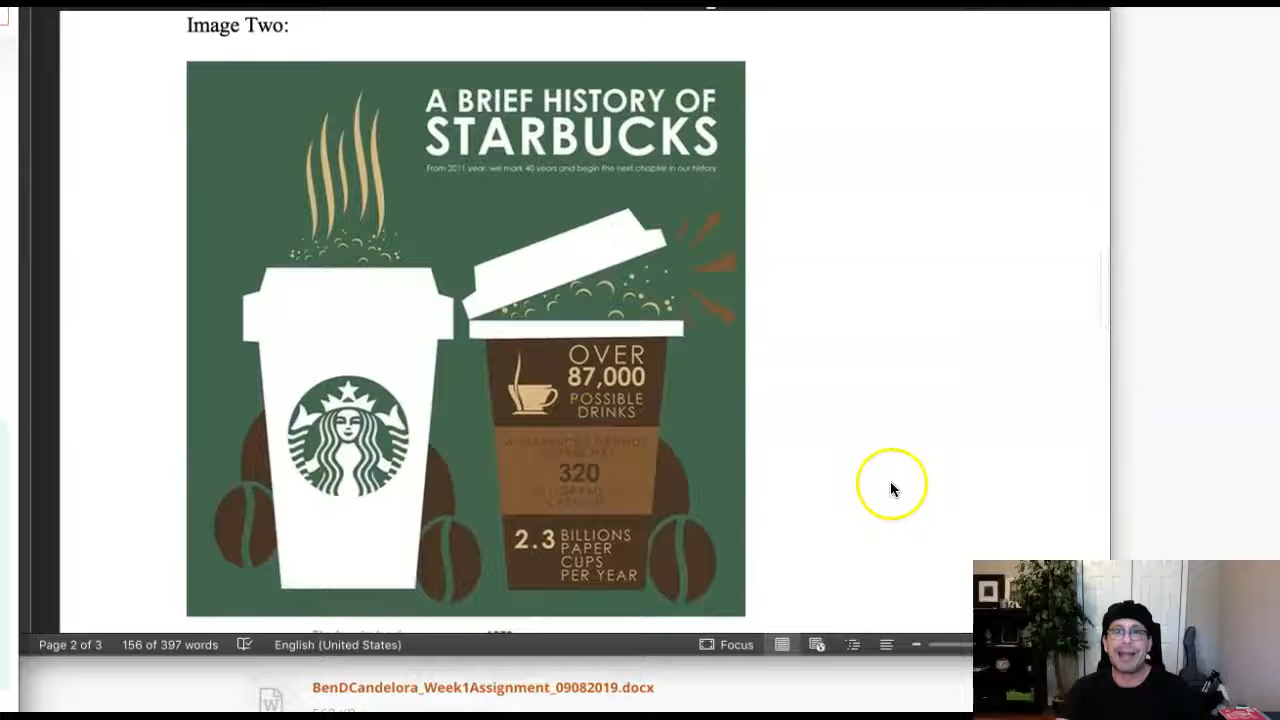 Image Two:
A BRIEF HISTORY OF
STARBUCKS
From 2011 year, we mark 40 years and begin the next chapter in our history
OVER
87,000
POSSIBLE
DRINKS
320
2.3 BILLIONS
PAPER
CUPS
PER YEAR
Page 2 of 3 156 of 397 words English (United States) Focus
BenDCandelora_Week1Assignment_09082019.docx